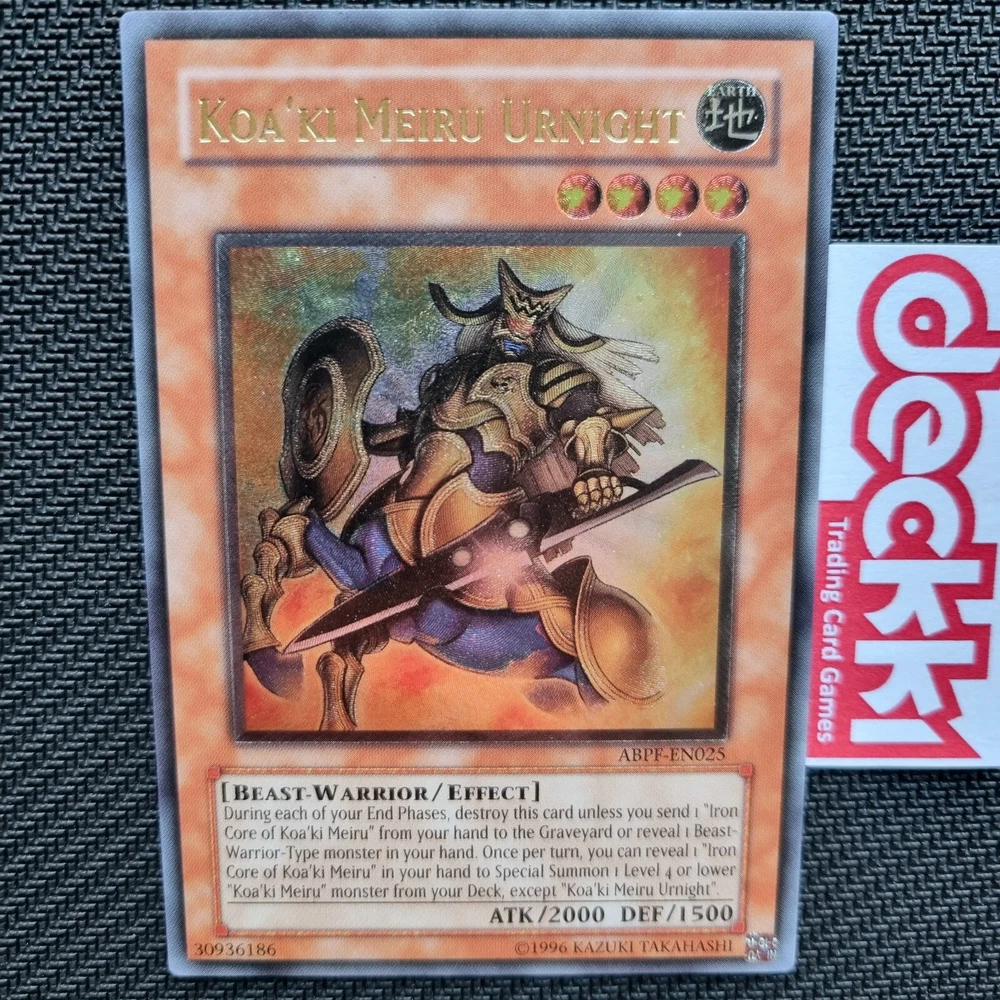 Koa'ki Meiru Urnight
EARTH
地
ABPF-EN025
[Beast-Warrior/Effect]
During each of your End Phases, destroy this card unless you send 1 "Iron
Core of Koa'ki Meiru" from your hand to the Graveyard or reveal 1 Beast-
Warrior-Type monster in your hand. Once per turn, you can reveal 1 "Iron
Core of Koa'ki Meiru" in your hand to Special Summon 1 Level 4 or lower
"Koa'ki Meiru" monster from your Deck, except "Koa'ki Meiru Urnight".
ATK/2000 DEF/1500
30936186
©1996 KAZUKI TAKAHASHI
dekki
Trading Card Games